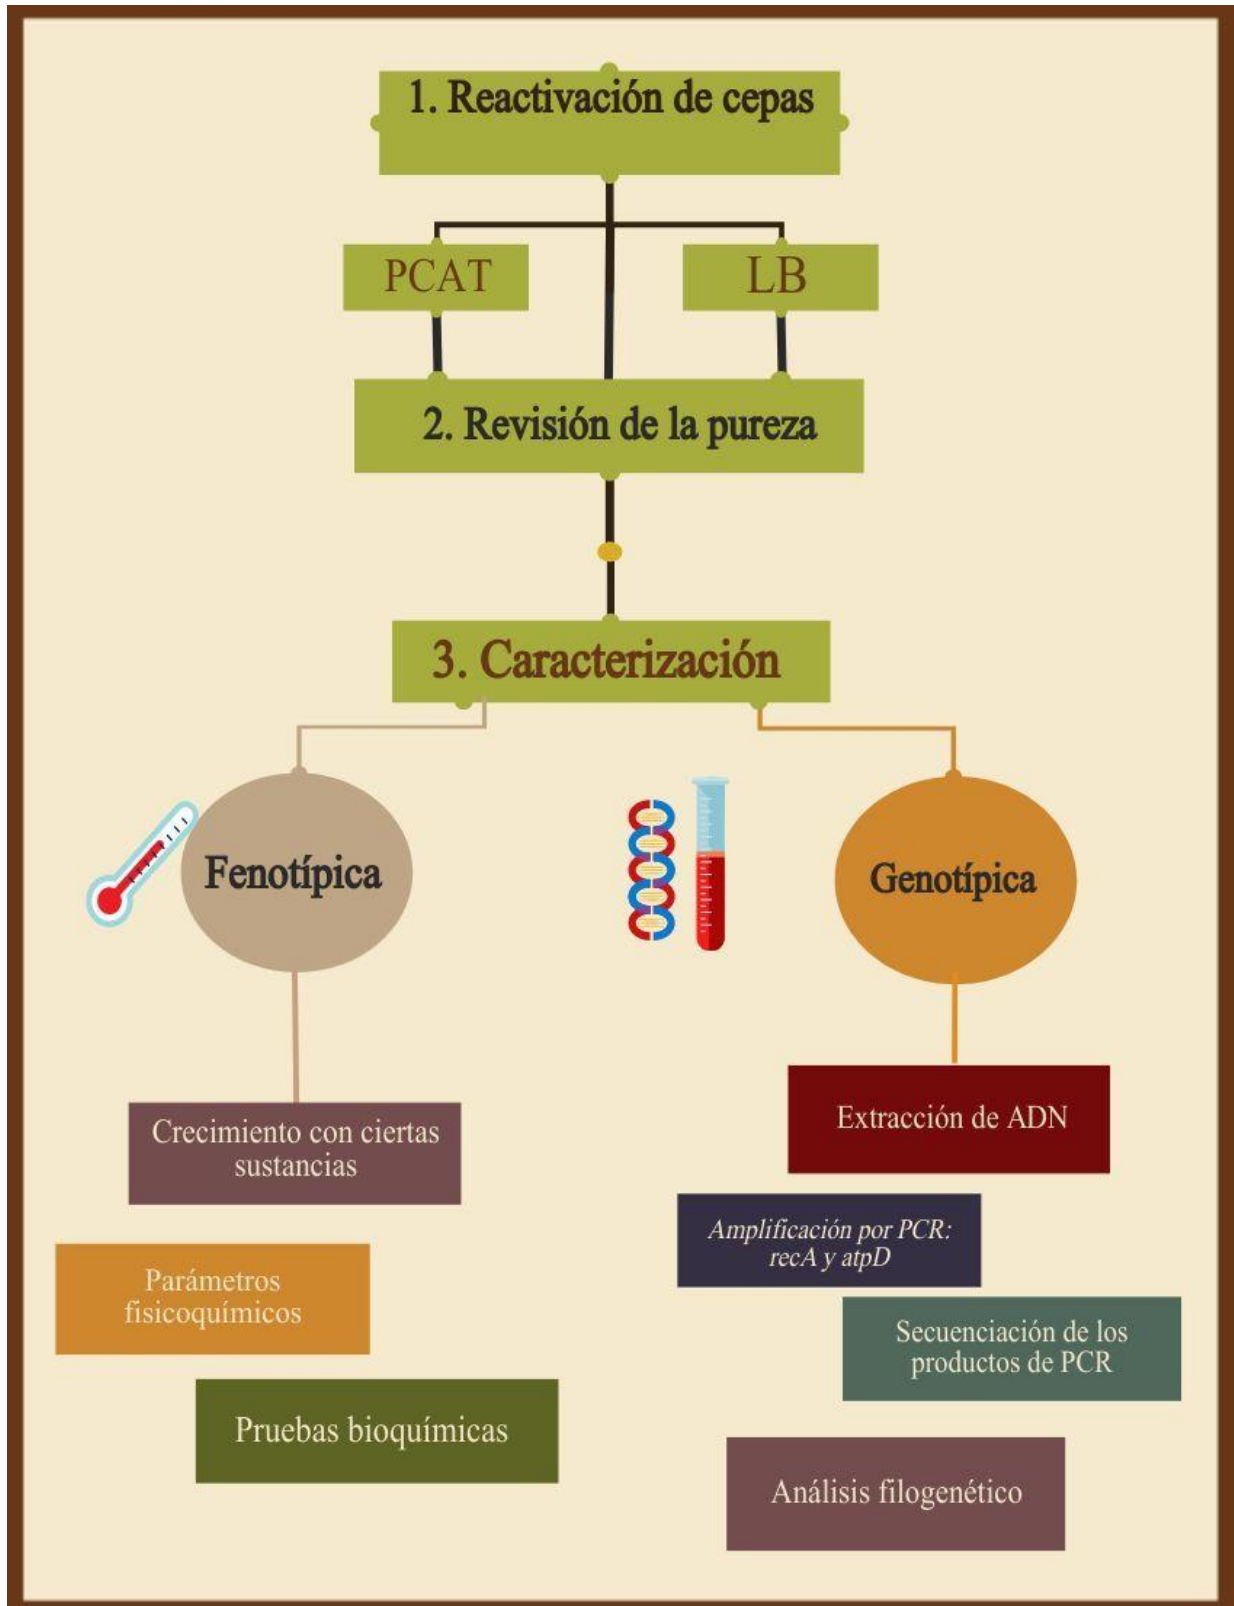 1. Reactivación de cepas
PCAT
LB
2. Revisión de la pureza
3. Caracterización
Fenotípica
Genotípica
Crecimiento con ciertas
sustancias
Parámetros
fisicoquímicos
Pruebas bioquímicas
Extracción de ADN
Amplificación por PCR:
recA y atpD
Secuenciación de los
productos de PCR
Análisis filogenético